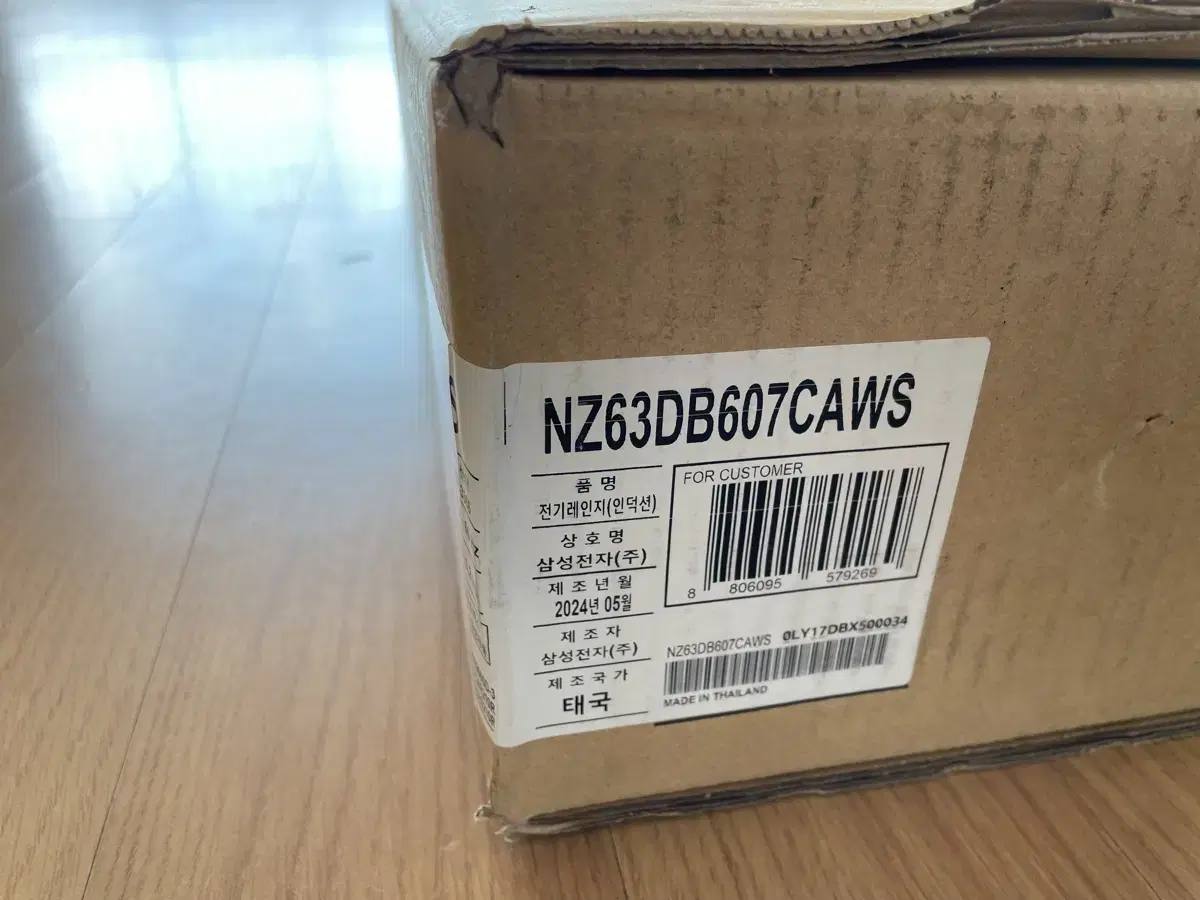 NZ63DB607CAWS
품 명
전기레인지(인덕션)
상 호 명
삼성전자(주)
제 조 년 월
2024년 05월
제 조 자
삼성전자(주)
제 조 국 가
태국
FOR CUSTOMER
8 806095 579269
NZ63DB607CAWS 0LY17DBX500034
MADE IN THAILAND